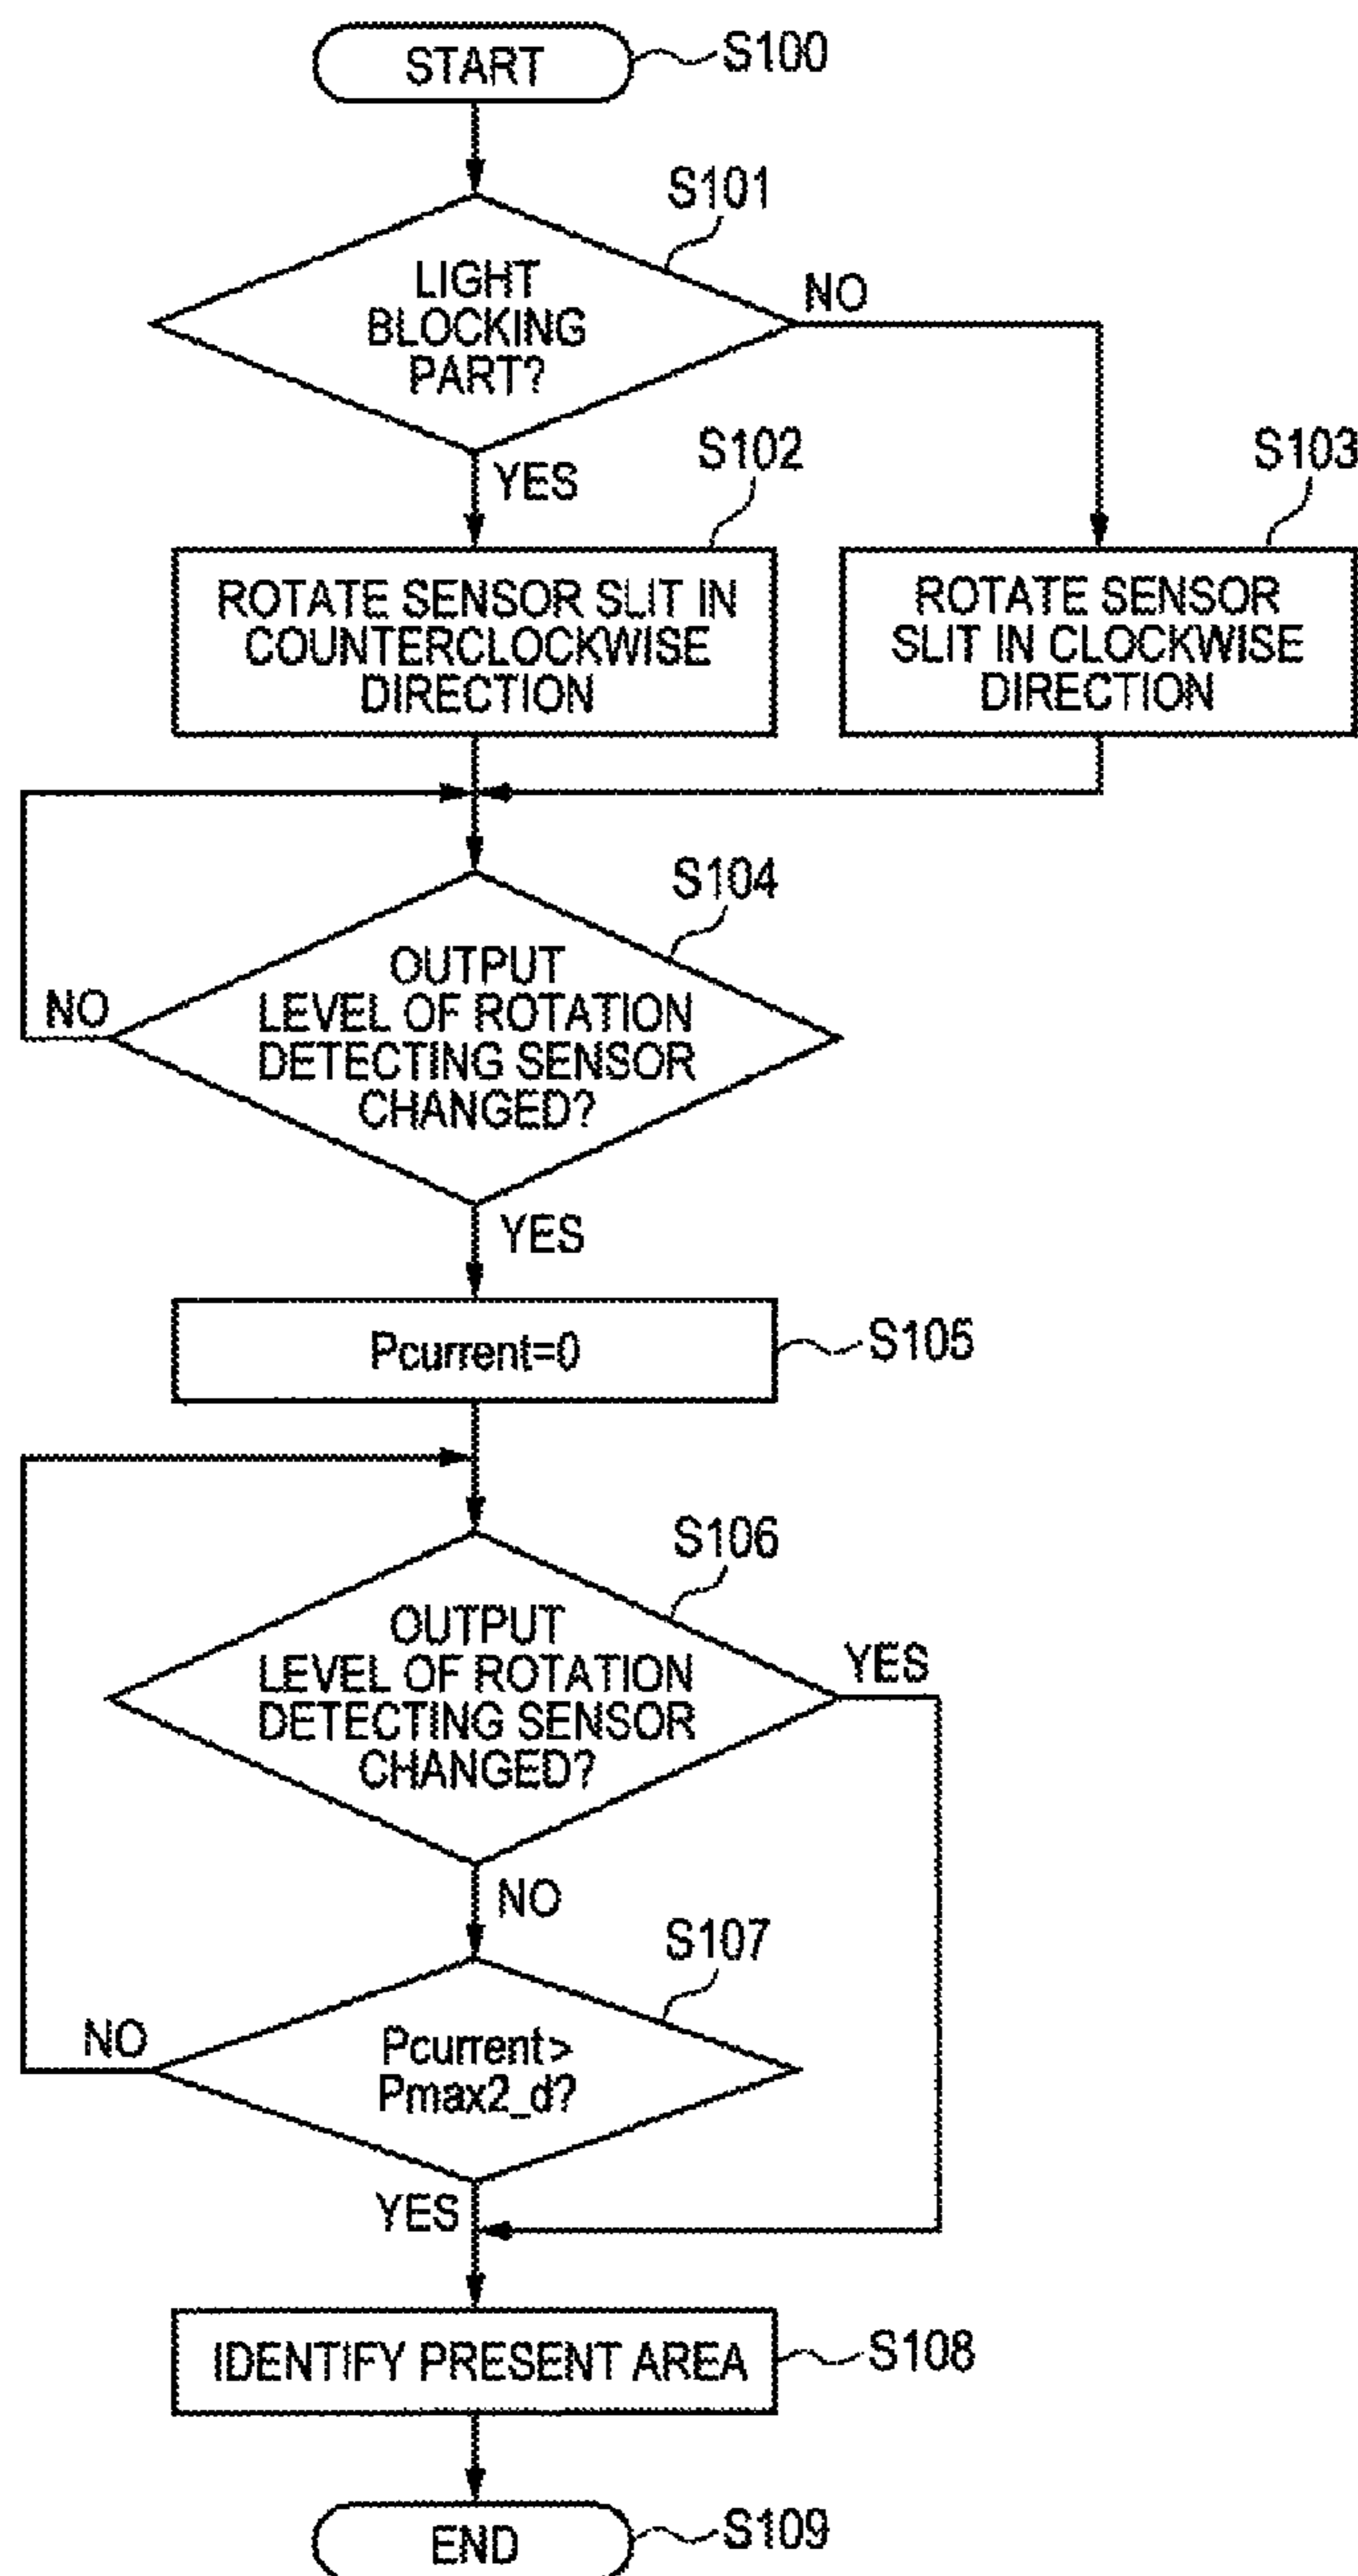 START
S100
S101
LIGHT
BLOCKING
PART?
NO
YES
S102
S103
ROTATE SENSOR SLIT IN
COUNTERCLOCKWISE
DIRECTION
ROTATE SENSOR
SLIT IN CLOCKWISE
DIRECTION
S104
OUTPUT
LEVEL OF ROTATION
DETECTING SENSOR
CHANGED?
NO
YES
Pcurrent=0
S105
S106
OUTPUT
LEVEL OF ROTATION
DETECTING SENSOR
CHANGED?
YES
NO
S107
Pcurrent>
Pmax2_d?
NO
YES
IDENTIFY PRESENT AREA
S108
END
S109